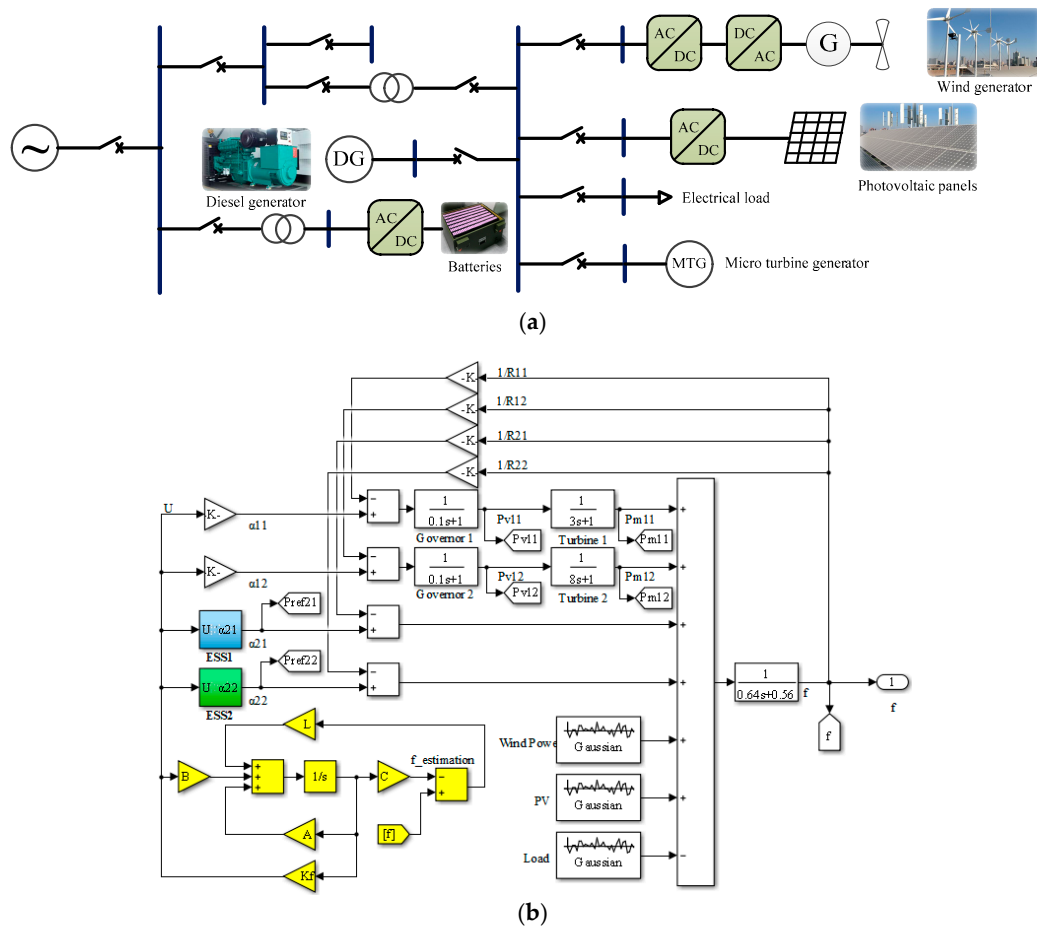 AC
DC
DC
AC
G
Wind generator
~
DG
Diesel generator
AC
DC
Photovoltaic panels
Electrical load
AC
DC
Batteries
MTG
Micro turbine generator
(a)
-K-
1/R11
-K-
1/R12
-K-
1/R21
-K-
1/R22
U
K-
α11
1
0.1s+1
Governor 1
Pv11
Pv11
1
3s+1
Turbine 1
Pm11
Pm11
K-
α12
1
0.1s+1
Governor 2
Pv12
Pv12
1
8s+1
Turbine 2
Pm12
Pm12
Pref21
U α21
α21
ESS1
Pref22
U α22
α22
ESS2
1
0.64s+0.56
f
1
f
f
L
f_estimation
B
1/s
C
[f]
A
Kf
Wind Powe
Gaussian
PV
Gaussian
Load
Gaussian
(b)